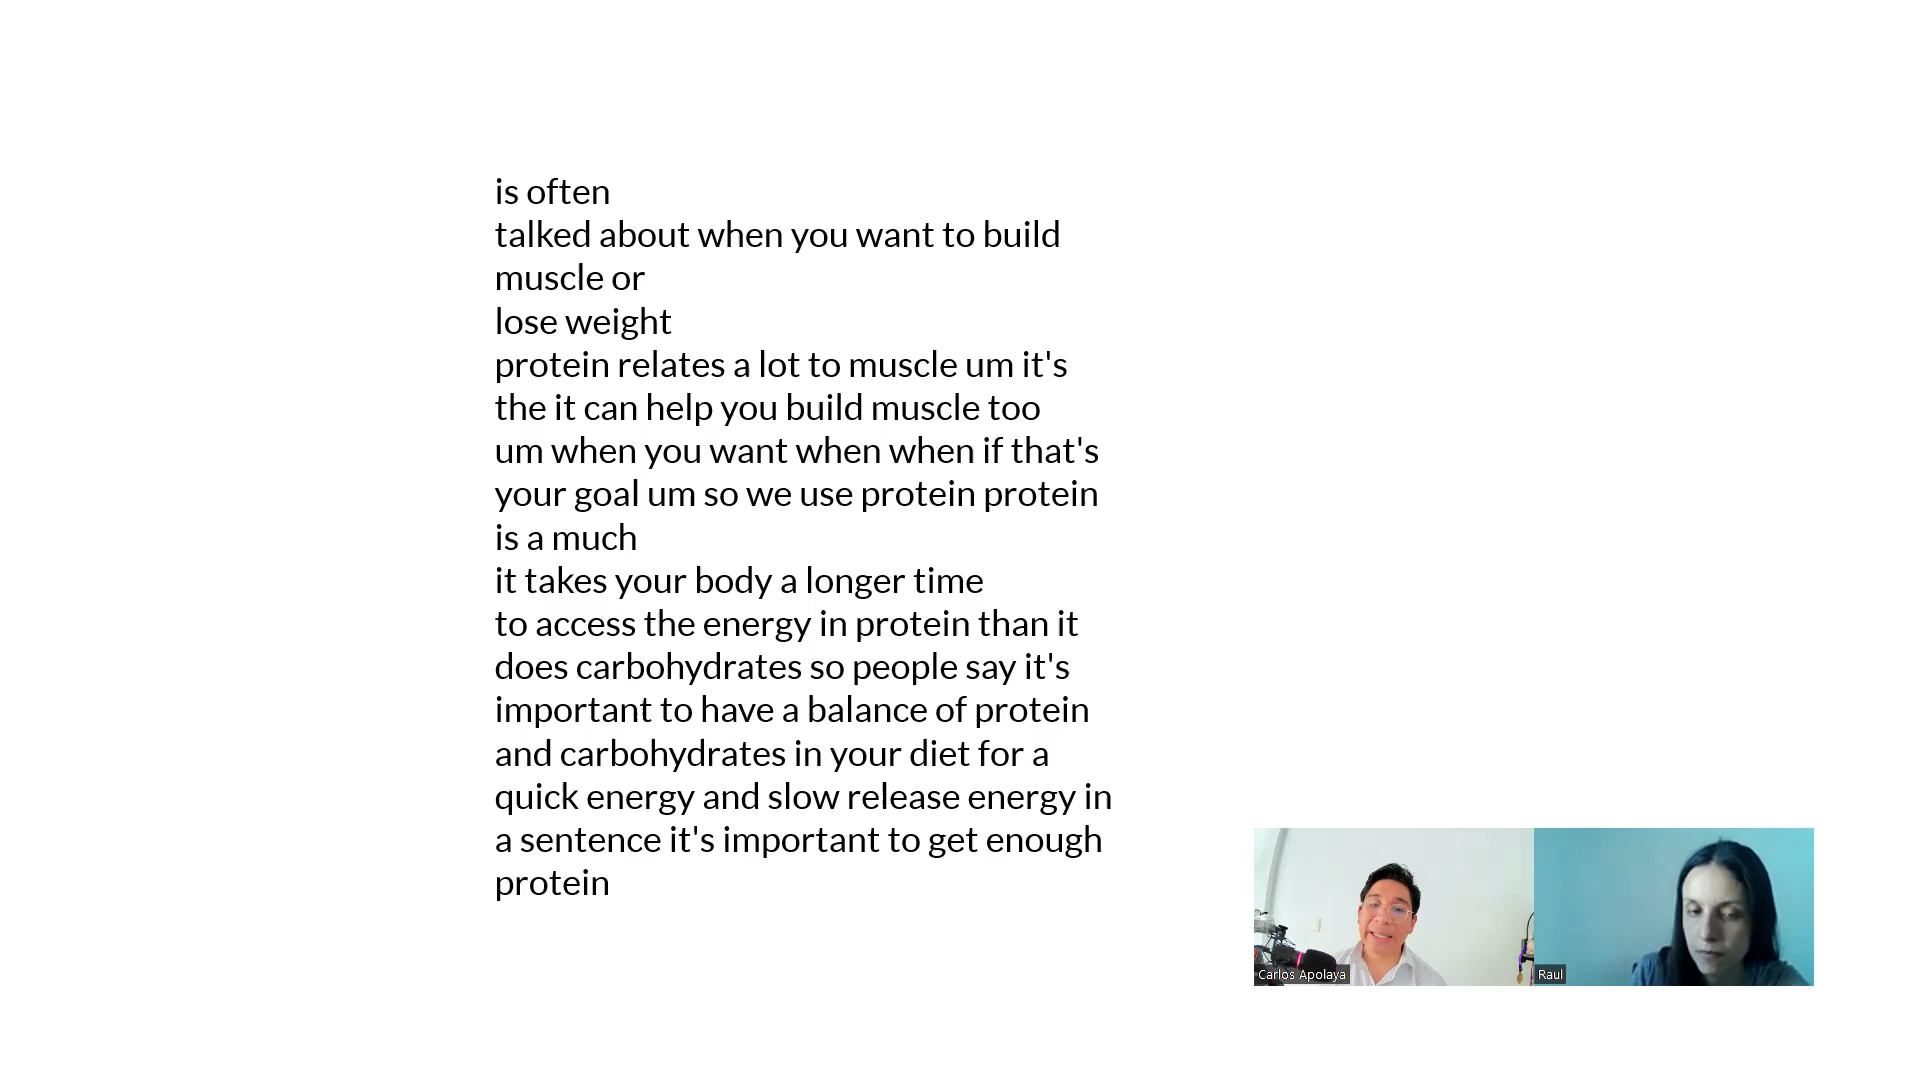 is often
talked about when you want to build
muscle or
lose weight
protein relates a lot to muscle um it's
the it can help you build muscle too
um when you want when when if that's
your goal um so we use protein protein
is a much
it takes your body a longer time
to access the energy in protein than it
does carbohydrates so people say it's
important to have a balance of protein
and carbohydrates in your diet for a
quick energy and slow release energy in
a sentence it's important to get enough
protein
Carlos Apolaya
Raul